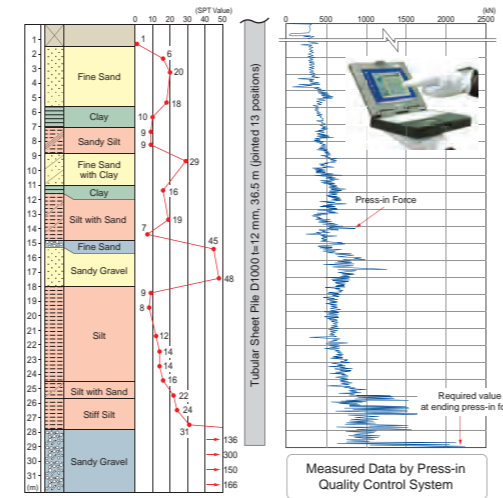 (SPT Value)
0 10 20 30 40 50
(kN)
0 500 1000 1500 2000 2500
1
2
3
4
5
6
7
8
9
10
11
12
13
14
15
16
17
18
19
20
21
22
23
24
25
26
27
28
29
30
31
(m)
Fine Sand
Clay
Sandy Silt
Fine Sand
with Clay
Clay
Silt with Sand
Fine Sand
Sandy Gravel
Silt
Silt with Sand
Stiff Silt
Sandy Gravel
1
6
20
18
10
9
9
29
16
19
7
45
48
9
8
12
14
14
16
22
24
31
136
300
150
166
Tubular Sheet Pile D1000 t=12 mm, 36.5 m (jointed 13 positions)
Press-in Force
Required value
at ending press-in fo
Measured Data by Press-in
Quality Control System